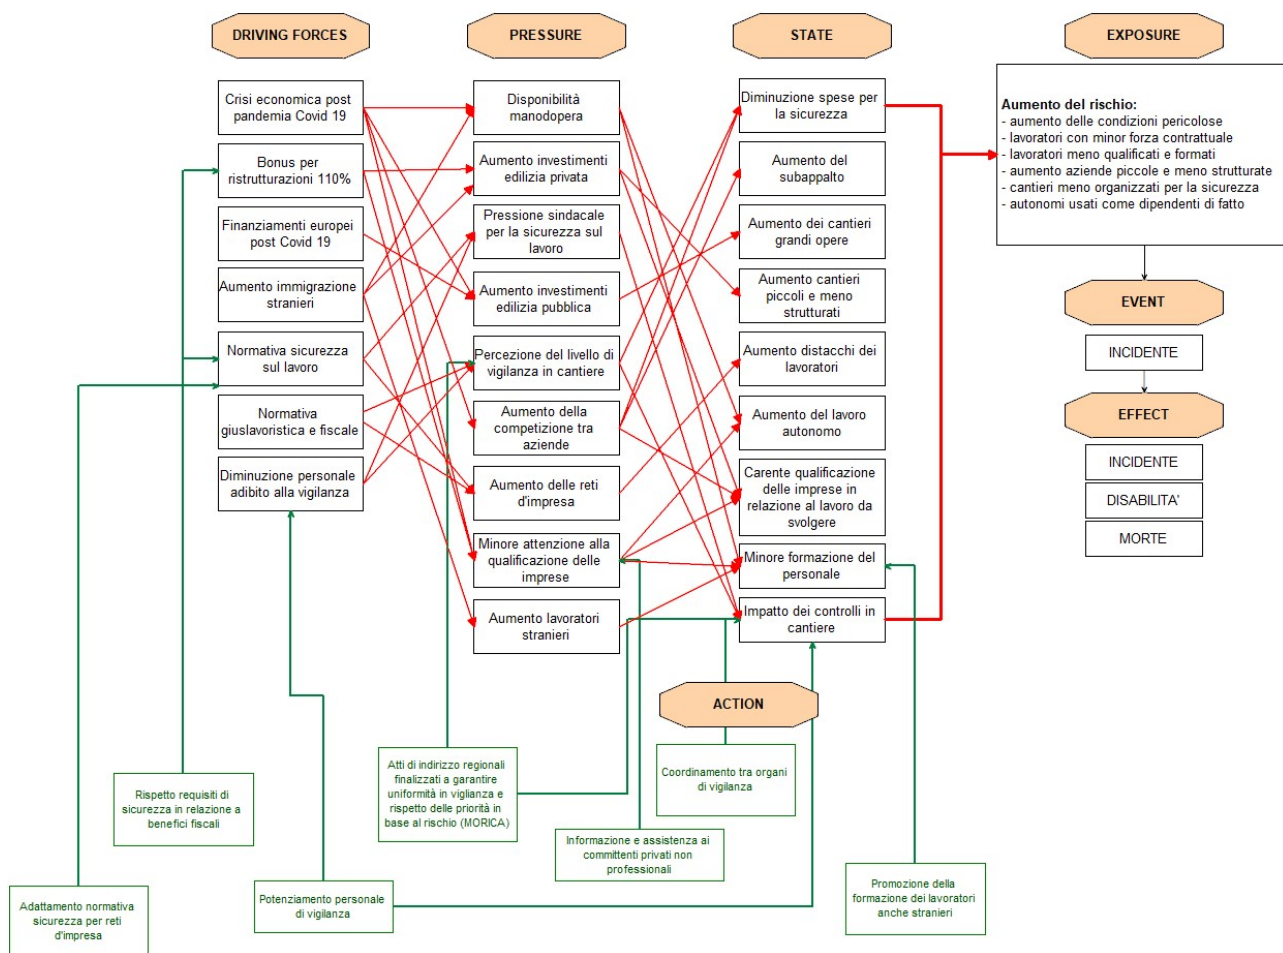 DRIVING FORCES
PRESSURE
STATE
EXPOSURE
Crisi economica post
pandemia Covid 19
Bonus per
ristrutturazioni 110%
Finanziamenti europei
post Covid 19
Aumento immigrazione
stranieri
Normativa sicurezza
sul lavoro
Normativa
giuslavoristica e fiscale
Diminuzione personale
adibito alla vigilanza
Disponibilità
manodopera
Aumento investimenti
edilizia privata
Pressione sindacale
per la sicurezza sul
lavoro
Aumento investimenti
edilizia pubblica
Percezione del livello di
vigilanza in cantiere
Aumento della
competizione tra
aziende
Aumento delle reti
d'impresa
Minore attenzione alla
qualificazione delle
imprese
Aumento lavoratori
stranieri
Diminuzione spese per
la sicurezza
Aumento del
subappalto
Aumento dei cantieri
grandi opere
Aumento cantieri
piccoli e meno
strutturati
Aumento distacchi dei
lavoratori
Aumento del lavoro
autonomo
Carente qualificazione
delle imprese in
relazione al lavoro da
svolgere
Minore formazione del
personale
Impatto dei controlli in
cantiere
Aumento del rischio:
- aumento delle condizioni pericolose
- lavoratori con minor forza contrattuale
- lavoratori meno qualificati e formati
- aumento aziende piccole e meno strutturate
- cantieri meno organizzati per la sicurezza
- autonomi usati come dipendenti di fatto
EVENT
INCIDENTE
EFFECT
INCIDENTE
DISABILITA'
MORTE
ACTION
Rispetto requisiti di
sicurezza in relazione a
benefici fiscali
Atti di indirizzo regionali
finalizzati a garantire
uniformità in viglianza e
rispetto delle priorità in
base al rischio (MORICA)
Coordinamento tra organi
di vigilanza
Informazione e assistenza ai
committenti privati non
professionali
Adattamento normativa
sicurezza per reti
d'impresa
Potenziamento personale
di vigilanza
Promozione della
formazione dei lavoratori
anche stranieri